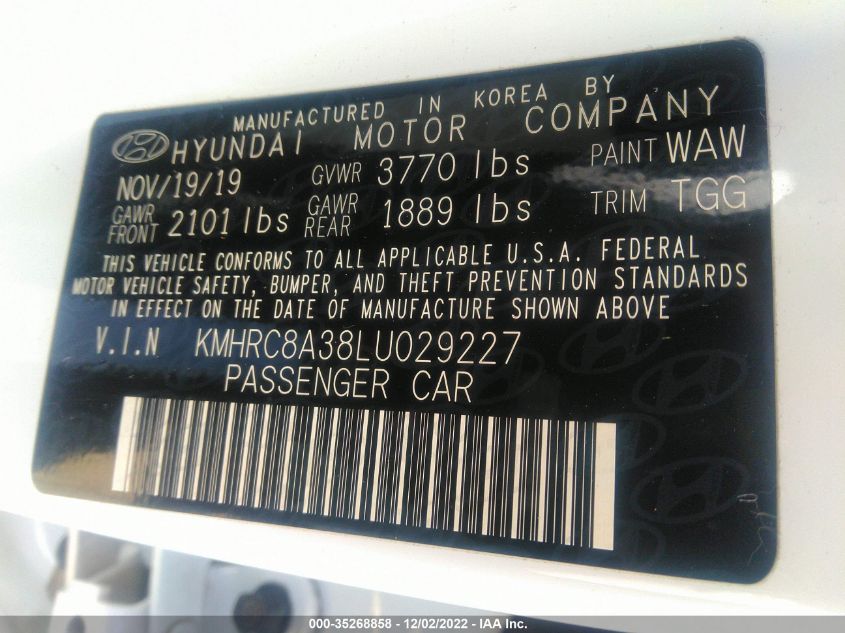 MANUFACTURED IN KOREA BY
HYUNDAI MOTOR COMPANY
NOV/19/19 GVWR 3770 lbs PAINT WAW
GAWR FRONT 2101 lbs GAWR REAR 1889 lbs TRIM TGG
THIS VEHICLE CONFORMS TO ALL APPLICABLE U.S.A. FEDERAL
MOTOR VEHICLE SAFETY, BUMPER, AND THEFT PREVENTION STANDARDS
IN EFFECT ON THE DATE OF MANUFACTURE SHOWN ABOVE
V.I.N KMHRC8A38LU029227
PASSENGER CAR
000-35268858 - 12/02/2022 - IAA Inc.